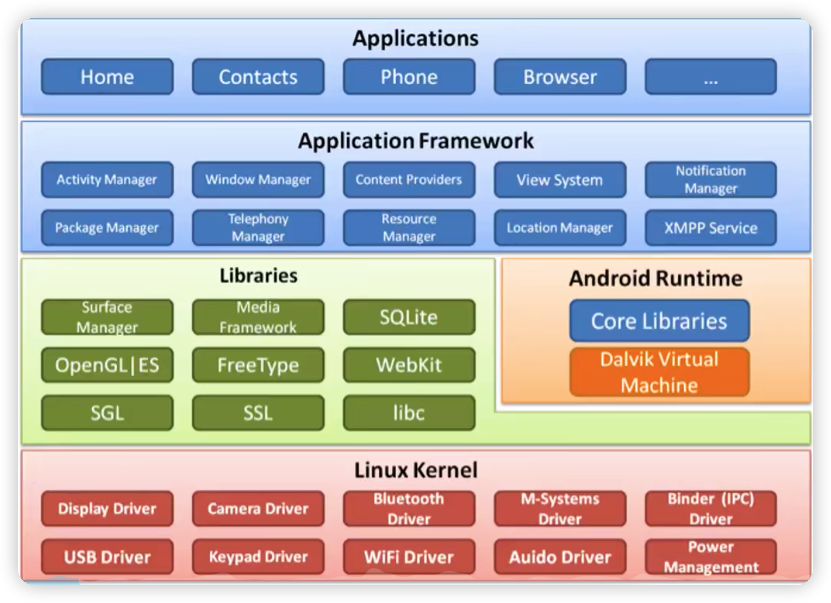 Applications
Home
Contacts
Phone
Browser
...
Application Framework
Activity Manager
Window Manager
Content Providers
View System
Notification
Manager
Package Manager
Telephony
Manager
Resource
Manager
Location Manager
XMPP Service
Libraries
Surface
Manager
Media
Framework
SQLite
OpenGL|ES
FreeType
WebKit
SGL
SSL
libc
Android Runtime
Core Libraries
Dalvik Virtual
Machine
Linux Kernel
Display Driver
Camera Driver
Bluetooth
Driver
M-Systems
Driver
Binder (IPC)
Driver
USB Driver
Keypad Driver
WiFi Driver
Auido Driver
Power
Management